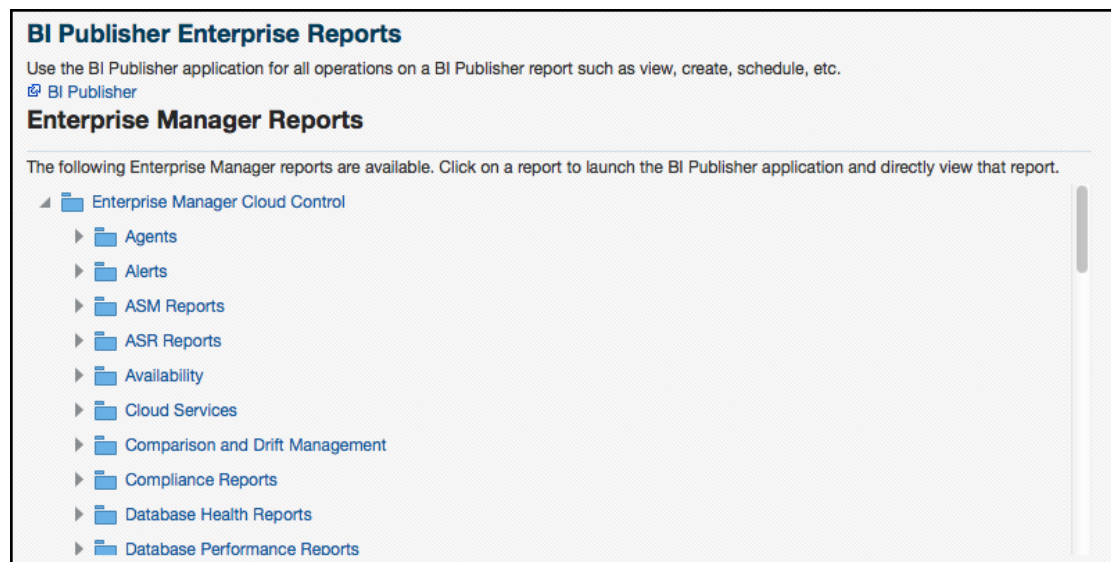 BI Publisher Enterprise Reports
Use the BI Publisher application for all operations on a BI Publisher report such as view, create, schedule, etc.
BI Publisher
Enterprise Manager Reports
The following Enterprise Manager reports are available. Click on a report to launch the BI Publisher application and directly view that report.
Enterprise Manager Cloud Control
Agents
Alerts
ASM Reports
ASR Reports
Availability
Cloud Services
Comparison and Drift Management
Compliance Reports
Database Health Reports
Database Performance Reports